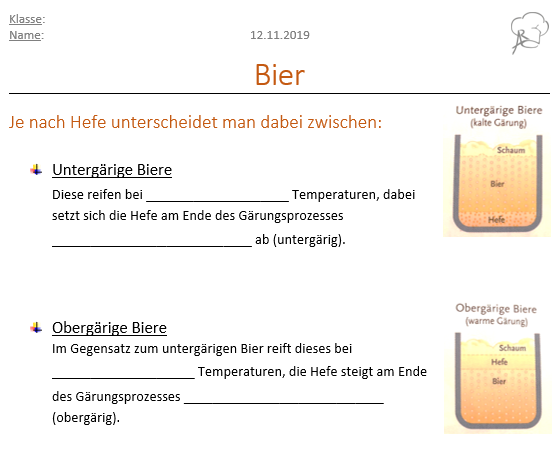 Klasse:
Name:
12.11.2019
Bier
Je nach Hefe unterscheidet man dabei zwischen:
Untergärige Biere
(kalte Gärung)
Schaum
Bier
Hefe
Untergärige Biere
Diese reifen bei ____________________ Temperaturen, dabei
setzt sich die Hefe am Ende des Gärungsprozesses
____________________________ ab (untergärig).
Obergärige Biere
(warme Gärung)
Schaum
Hefe
Bier
Obergärige Biere
Im Gegensatz zum untergärigen Bier reift dieses bei
____________________ Temperaturen, die Hefe steigt am Ende
des Gärungsprozesses ____________________________
(obergärig).